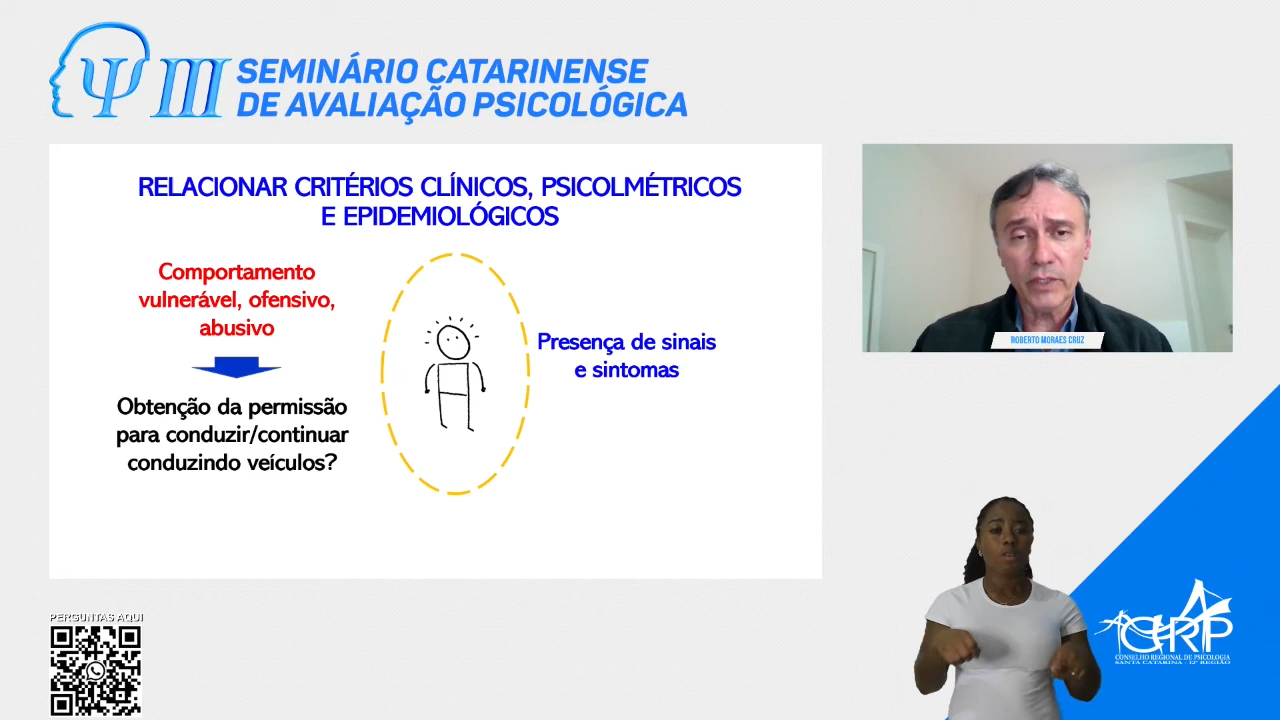 Ψ III SEMINÁRIO CATARINENSE
DE AVALIAÇÃO PSICOLÓGICA
RELACIONAR CRITÉRIOS CLÍNICOS, PSICOLMÉTRICOS
E EPIDEMIOLÓGICOS
Comportamento
vulnerável, ofensivo,
abusivo
Obtenção da permissão
para conduzir/continuar
conduzindo veículos?
Presença de sinais
e sintomas
ROBERTO MORAES CRUZ
PERGUNTAS AQUI
CRP
CONSELHO REGIONAL DE PSICOLOGIA
SANTA CATARINA - 12ª REGIÃO